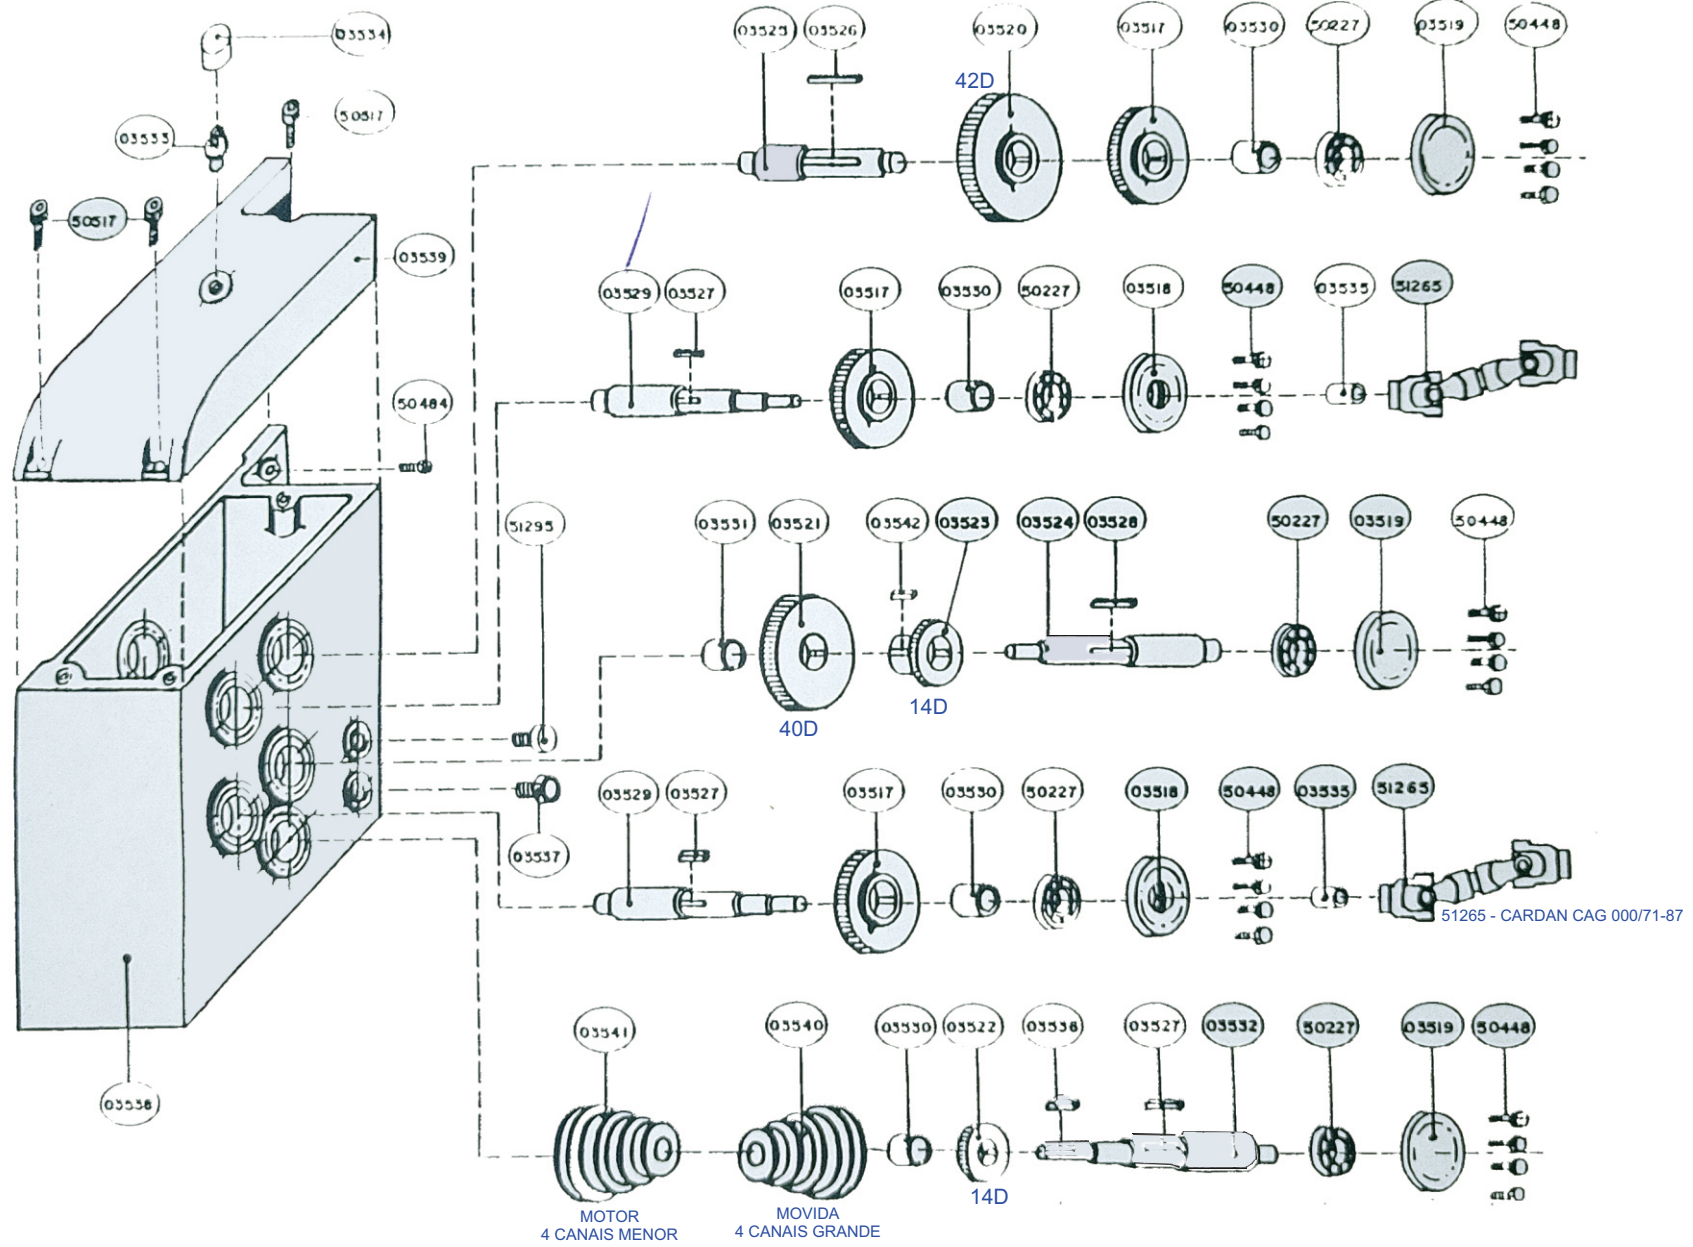 03534
50517
03533
50517
03539
50484
03538
03525 03526 03520 03517 03530 50227 03519 50448
42D
03529 03527 03517 03530 50227 03518 50448 03535 51265
51295 03531 03521 03542 03523 03524 03528 50227 03519 50448
14D
40D
03529 03527 03517 03530 50227 03518 50448 03535 51265
03537
51265 - CARDAN CAG 000/71-87
03541 03540 03530 03522 03536 03527 03532 50227 03519 50448
14D
MOTOR
4 CANAIS MENOR
MOVIDA
4 CANAIS GRANDE